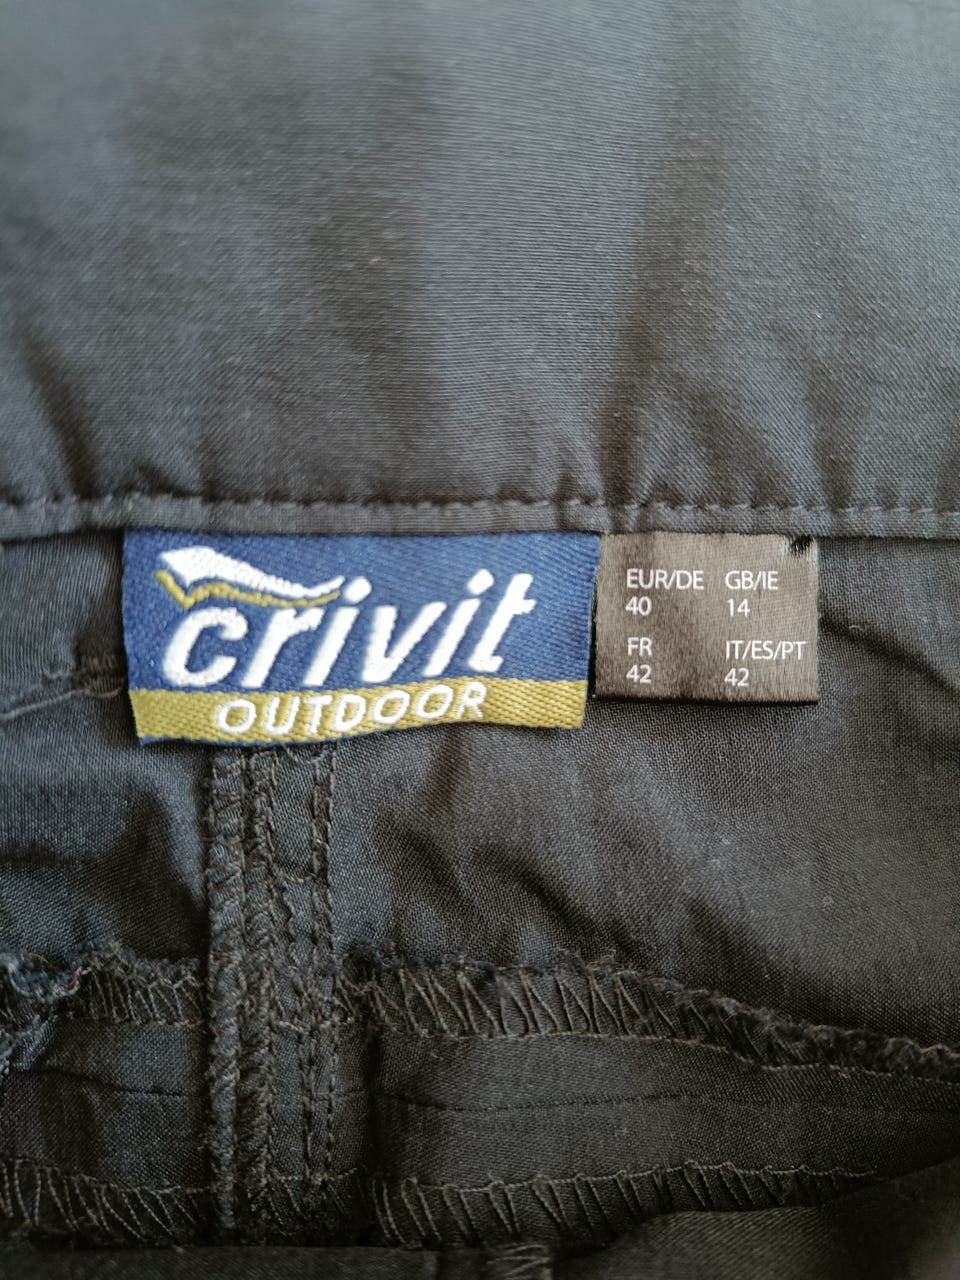 crivit
OUTDOOR
EUR/DE GB/IE
40 14
FR IT/ES/PT
42 42